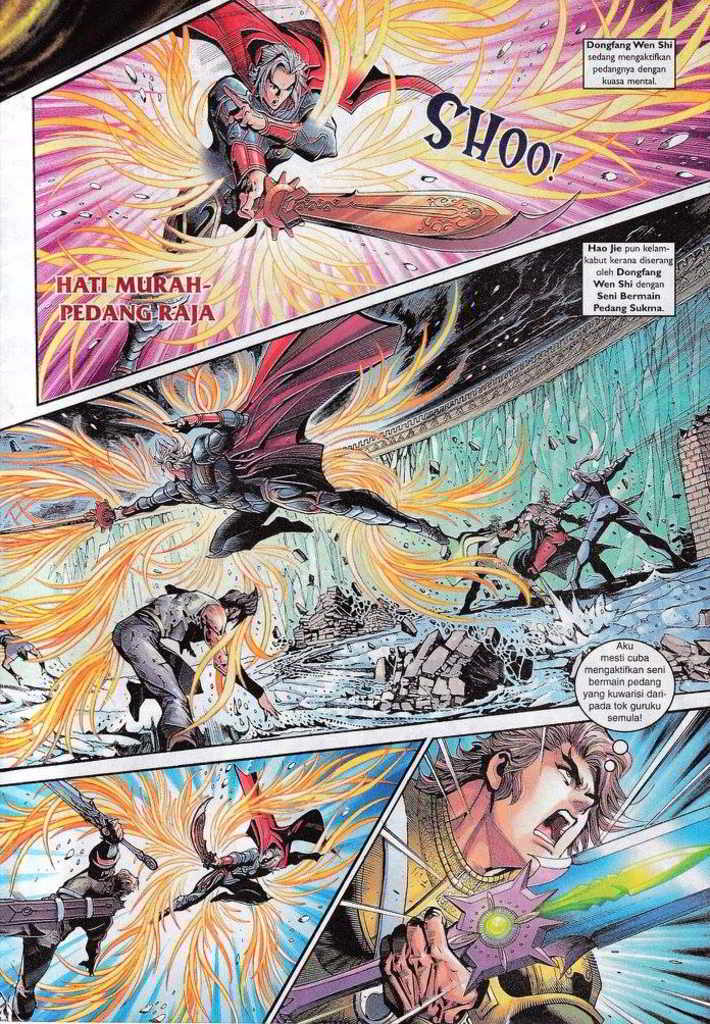 Dongfang Wen Shi
sedang mengaktifkan
pedangnya dengan
kuasa mental.
SHOO!
HATI MURAH-
PEDANG RAJA
Hao Jie pun kelam-
kabut kerana diserang
oleh Dongfang
Wen Shi dengan
Seni Bermain
Pedang Sukma.
Aku
mesti cuba
mengaktifkan seni
bermain pedang
yang kuwarisi dari-
pada tok guruku
semula!